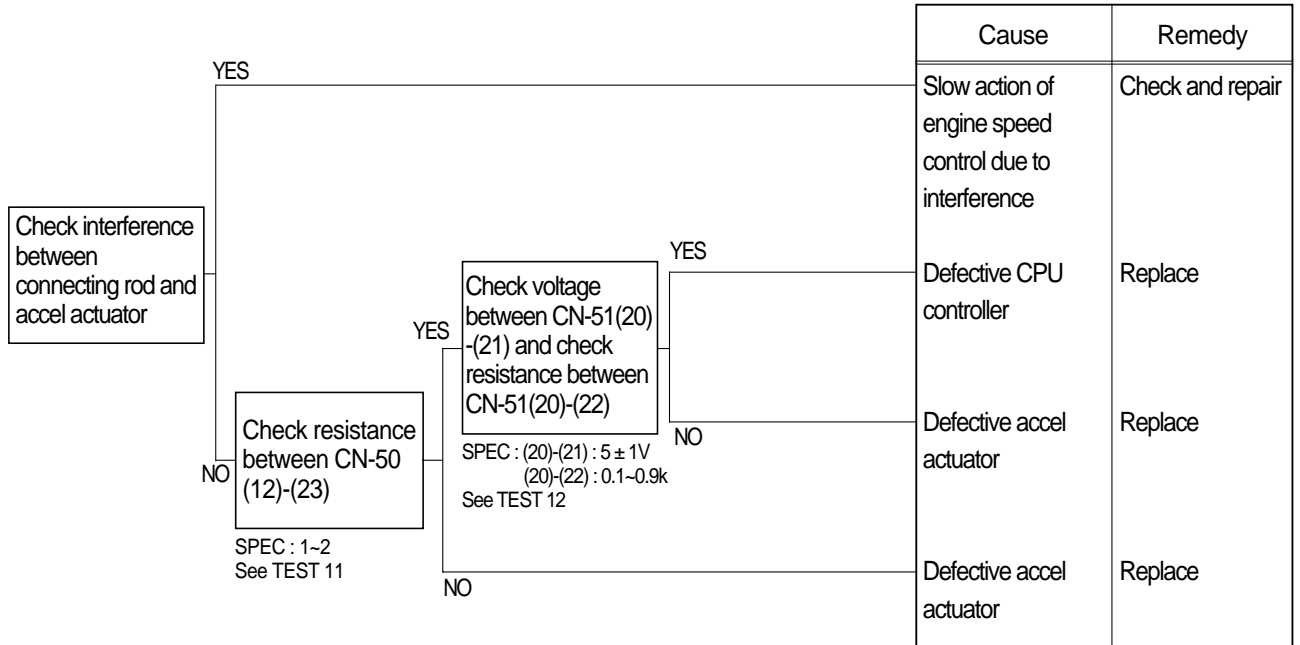 Cause
Remedy
YES
Slow action of
engine speed
control due to
interference
Check and repair
Check interference
between
connecting rod and
accel actuator
YES
Check voltage
between CN-51(20)
-(21) and check
resistance between
CN-51(20)-(22)
SPEC : (20)-(21) : 5 ± 1V
(20)-(22) : 0.1~0.9k
See TEST 12
YES
Defective CPU
controller
Replace
NO
Defective accel
actuator
Replace
NO
Check resistance
between CN-50
(12)-(23)
SPEC : 1~2
See TEST 11
NO
Defective accel
actuator
Replace